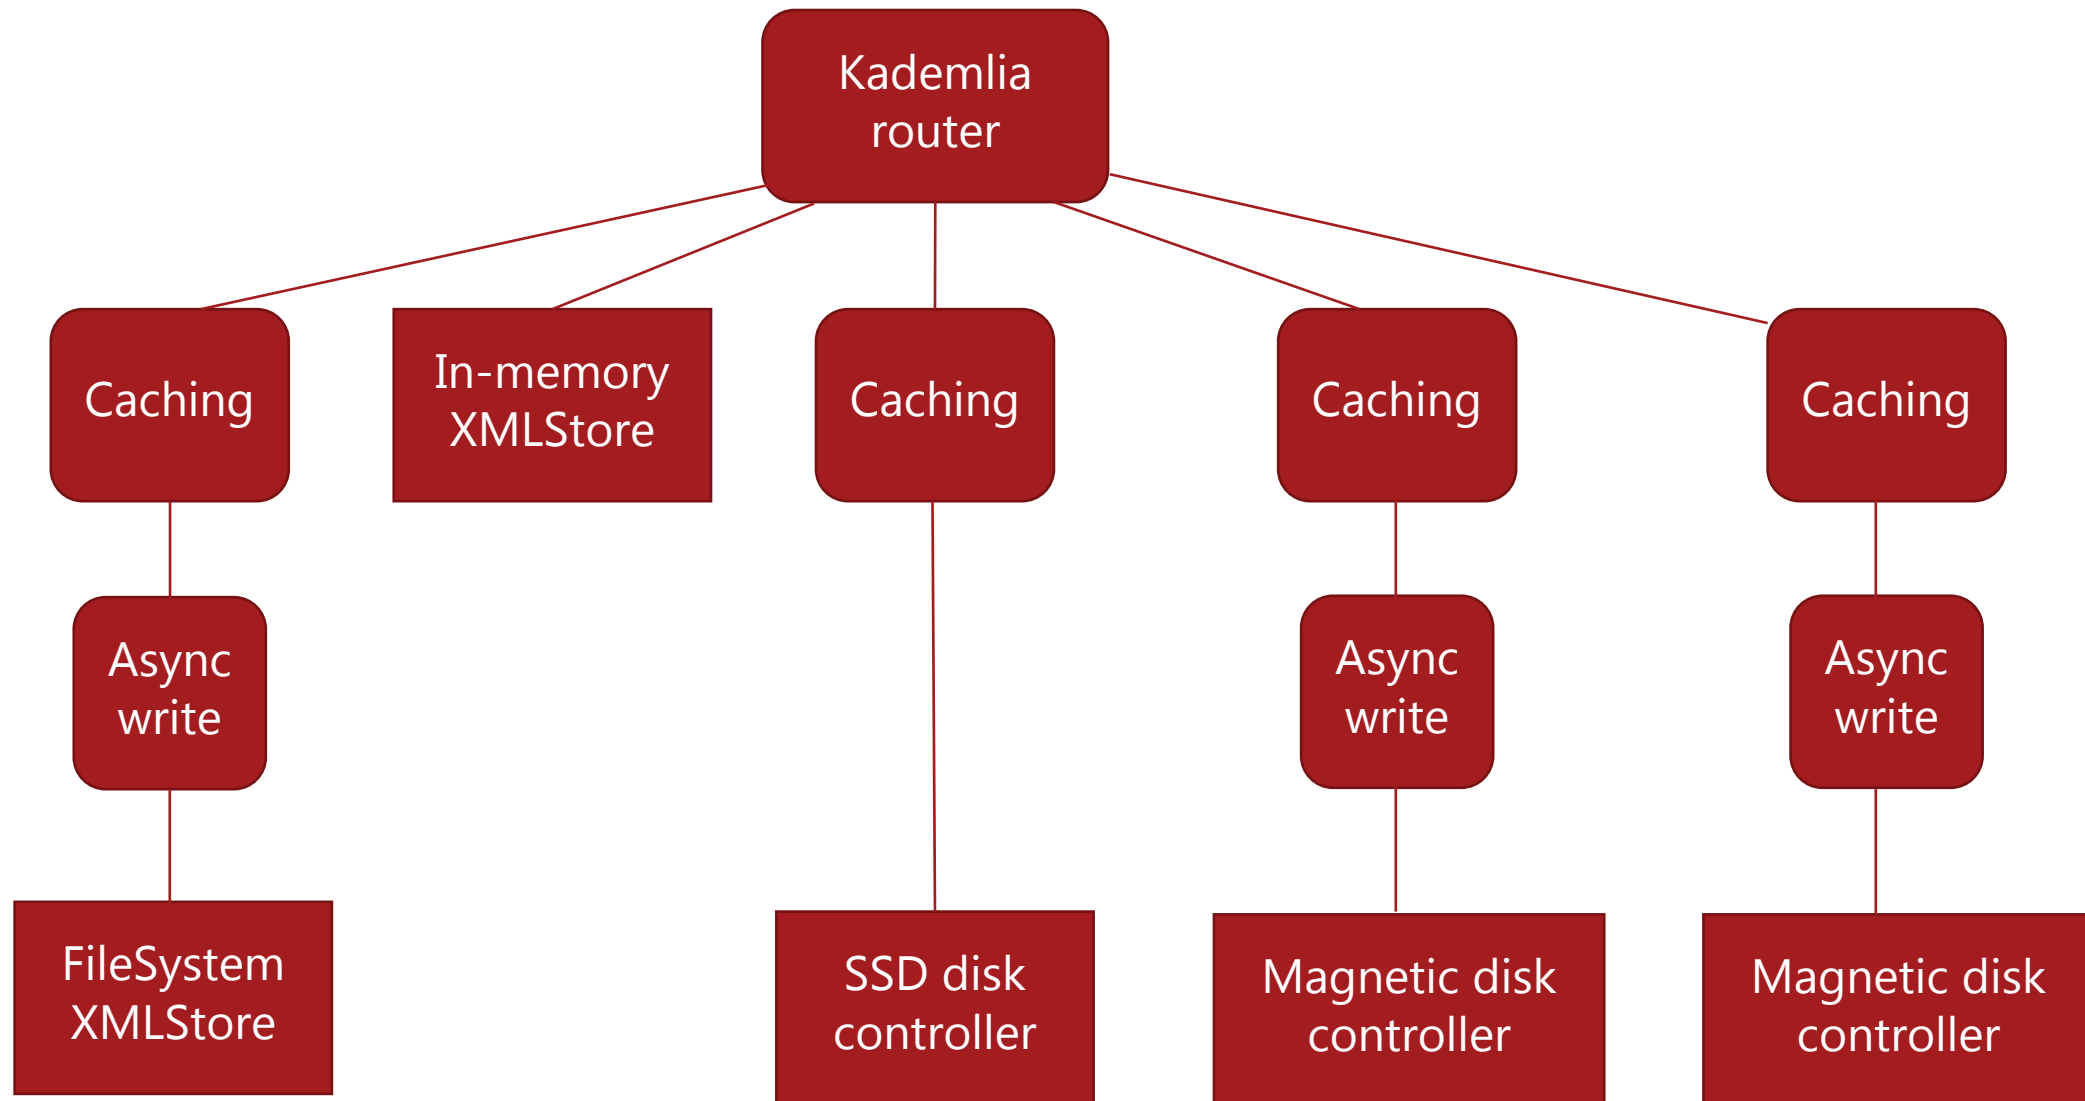 Kademlia
router
Caching
In-memory
XMLStore
Caching
Caching
Caching
Async
write
Async
write
Async
write
FileSystem
XMLStore
SSD disk
controller
Magnetic disk
controller
Magnetic disk
controller